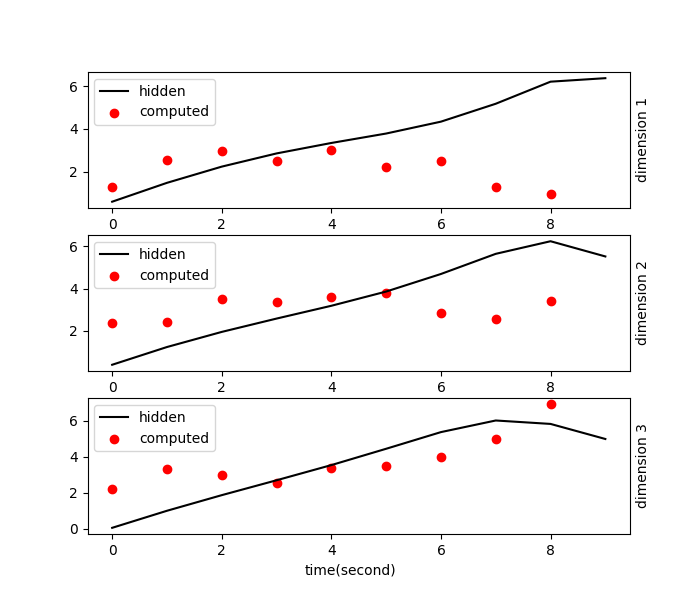 hidden
computed
6
4
2
0 2 4 6 8
dimension 1
hidden
computed
6
4
2
0 2 4 6 8
dimension 2
hidden
computed
6
4
2
0
0 2 4 6 8
time(second)
dimension 3